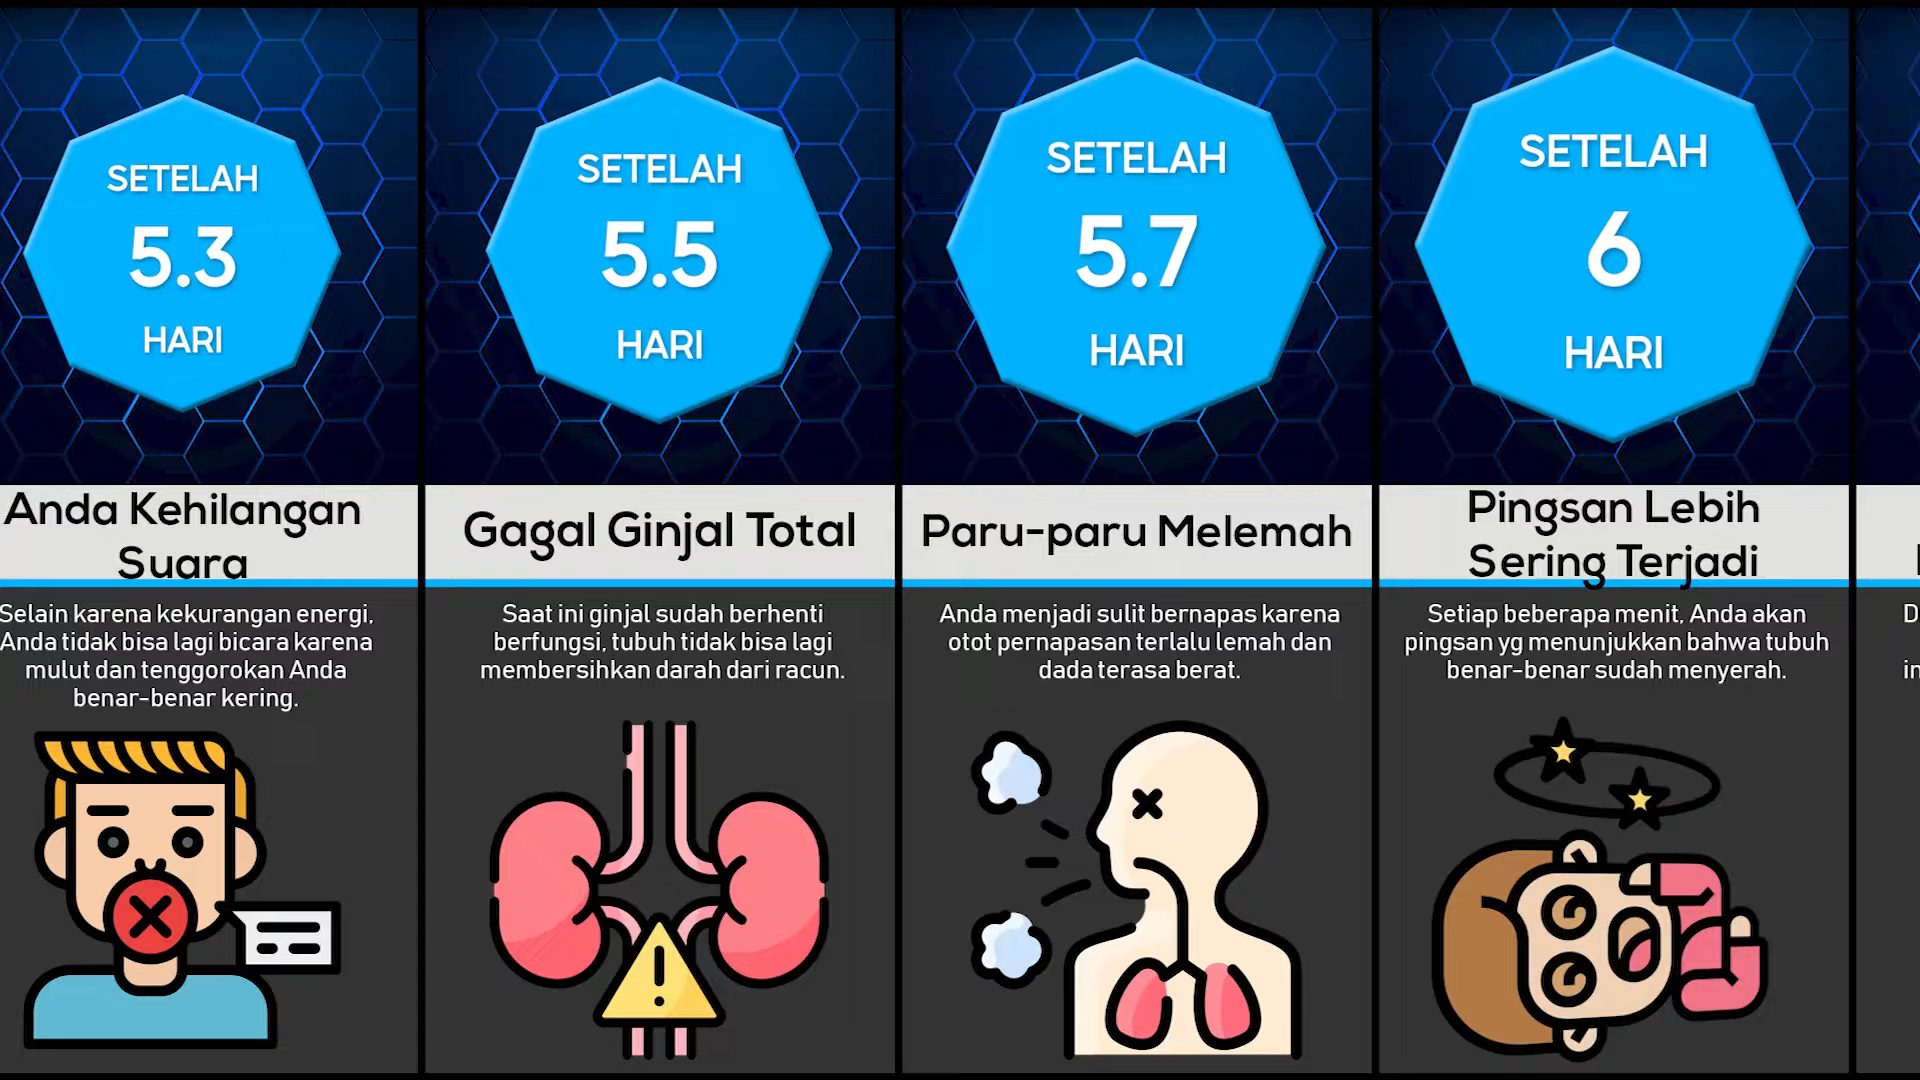 SETELAH
5.3
HARI
Anda Kehilangan
Suara
Selain karena kekurangan energi,
Anda tidak bisa lagi bicara karena
mulut dan tenggorokan Anda
benar-benar kering.
SETELAH
5.5
HARI
Gagal Ginjal Total
Saat ini ginjal sudah berhenti
berfungsi, tubuh tidak bisa lagi
membersihkan darah dari racun.
SETELAH
5.7
HARI
Paru-paru Melemah
Anda menjadi sulit bernapas karena
otot pernapasan terlalu lemah dan
dada terasa berat.
SETELAH
6
HARI
Pingsan Lebih
Sering Terjadi
Setiap beberapa menit, Anda akan
pingsan yg menunjukkan bahwa tubuh
benar-benar sudah menyerah.